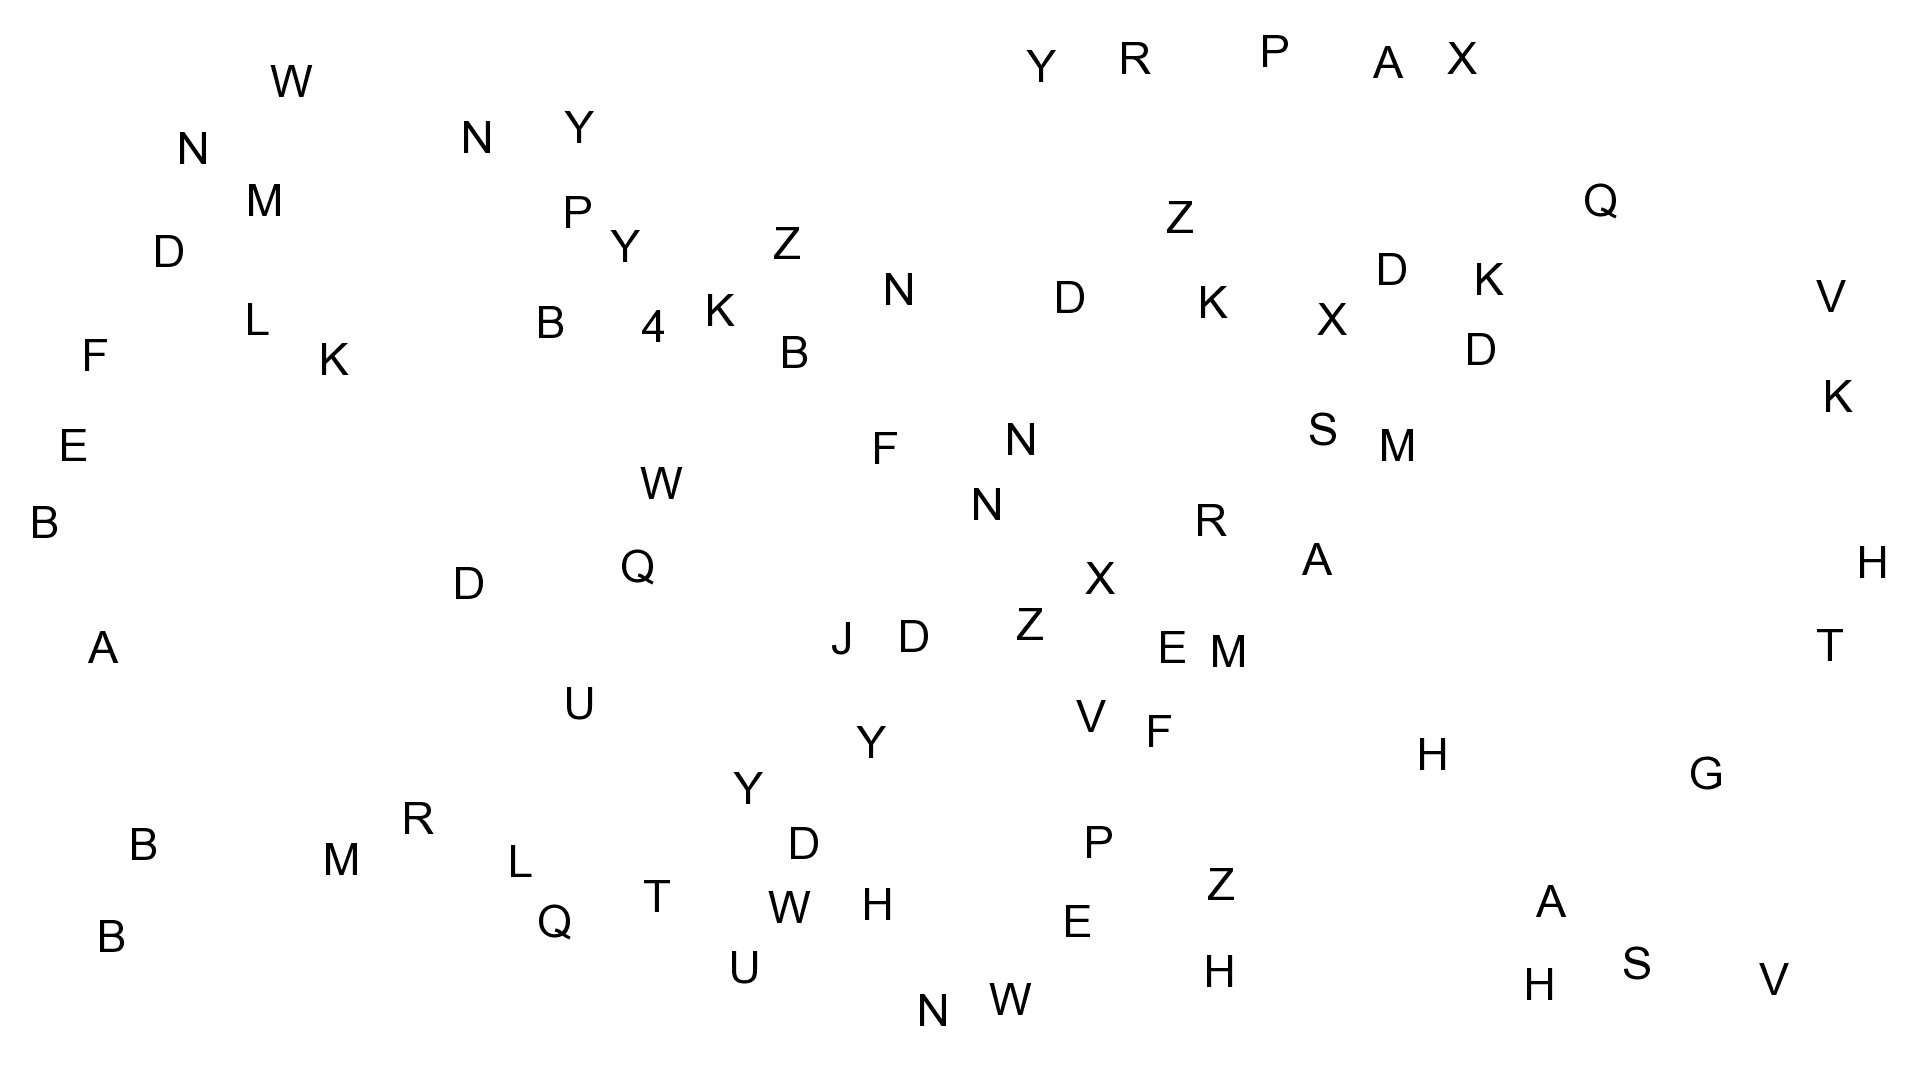 Y R P A X
W
N N Y
M P Y Z Z Q
D N D K X D K V
L B 4 K B D
F K K
E F N S M
B W N R
D Q X A H
A J D Z E M T
U Y V F H G
Y
B M R L D P
B Q T W H E Z A
U N W H H S V